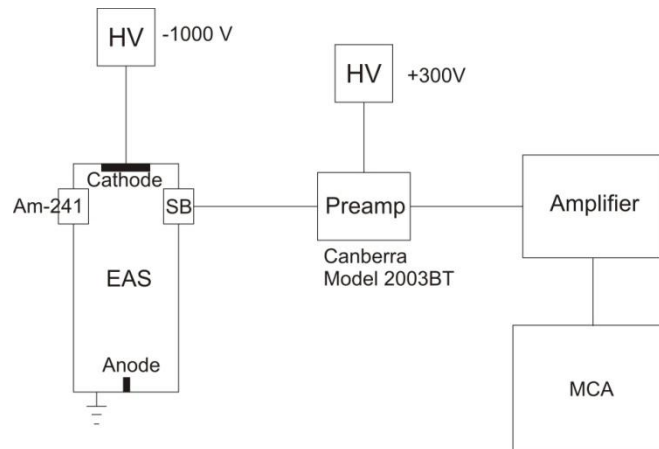 HV
-1000 V
HV
+300V
Cathode
Am-241
SB
Preamp
Amplifier
Canberra
Model 2003BT
EAS
Anode
MCA